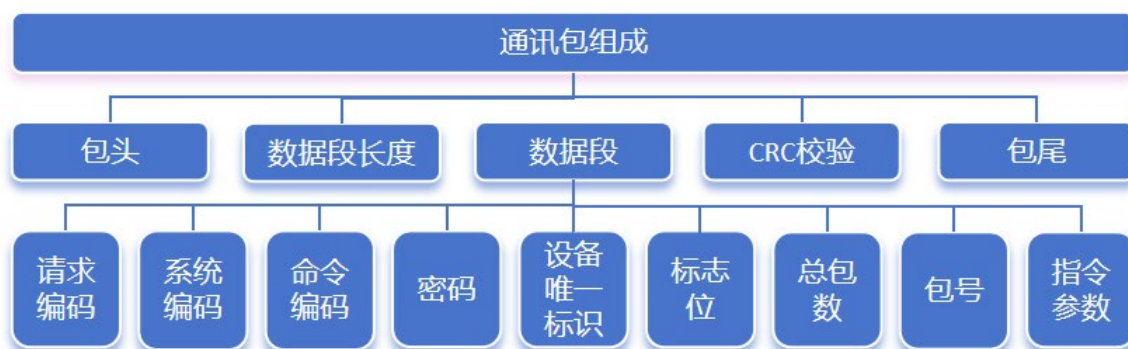 通讯包组成
包头
数据段长度
数据段
CRC校验
包尾
请求
编码
系统
编码
命令
编码
密码
设备
唯一
标识
标志
位
总包
数
包号
指令
参数